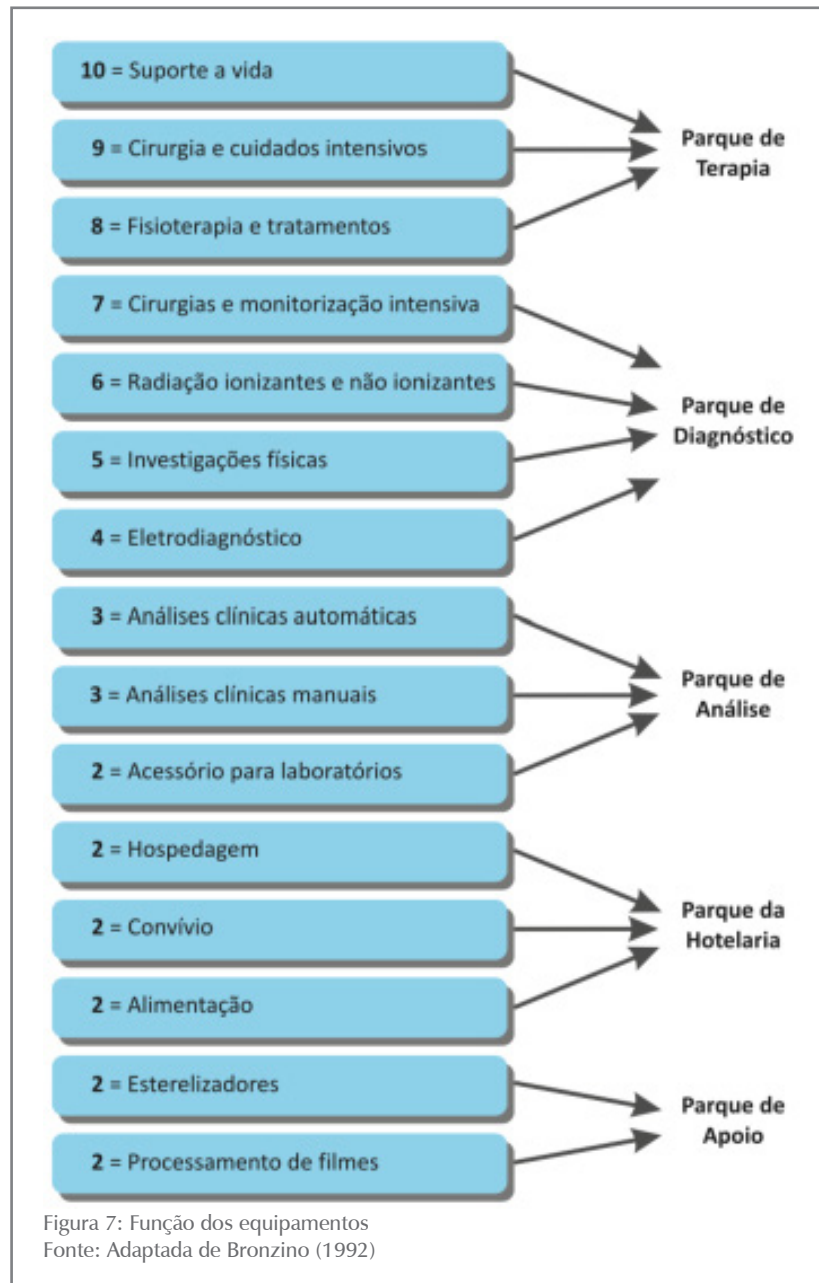 10 = Suporte a vida
9 = Cirurgia e cuidados intensivos
8 = Fisioterapia e tratamentos
Parque de
Terapia
7 = Cirurgias e monitorização intensiva
6 = Radiação ionizantes e não ionizantes
5 = Investigações físicas
4 = Eletrodiagnóstico
Parque de
Diagnóstico
3 = Análises clínicas automáticas
3 = Análises clínicas manuais
2 = Acessório para laboratórios
Parque de
Análise
2 = Hospedagem
2 = Convívio
2 = Alimentação
Parque da
Hotelaria
2 = Esterelizadores
2 = Processamento de filmes
Parque de
Apoio
Figura 7: Função dos equipamentos
Fonte: Adaptada de Bronzino (1992)